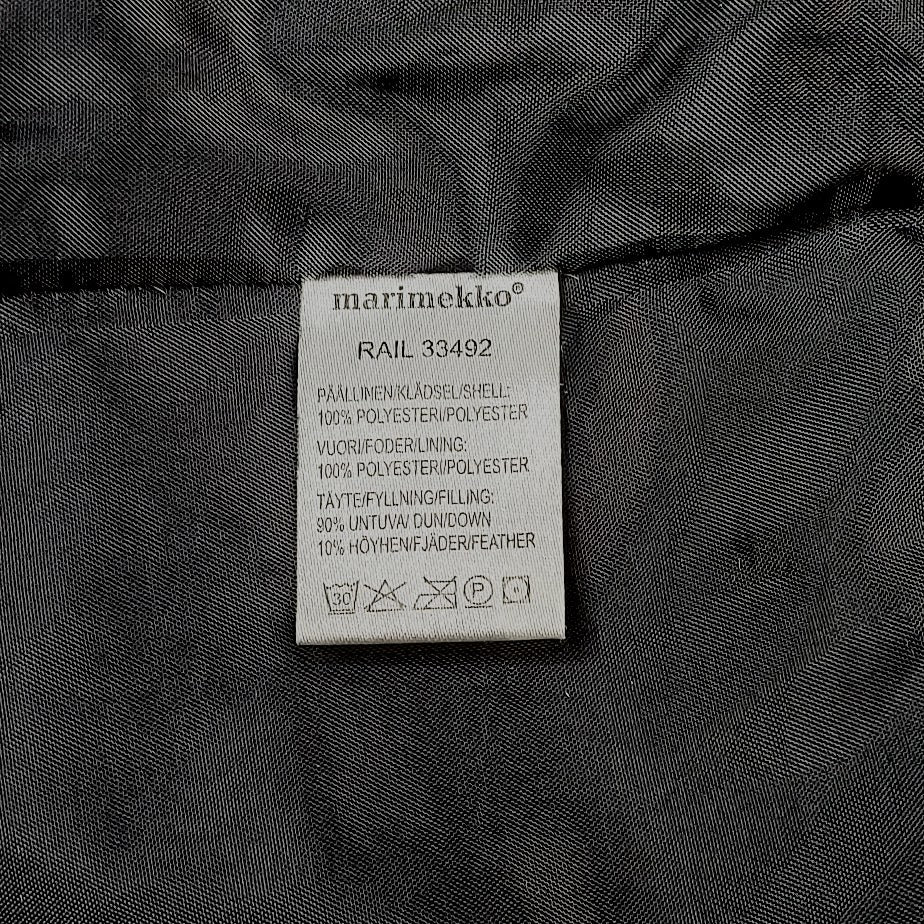 marimekko®
RAIL 33492
PÄÄLLINEN/KLÄDSEL/SHELL:
100% POLYESTERI/POLYESTER
VUORI/FODER/LINING:
100% POLYESTERI/POLYESTER
TÄYTE/FYLLNING/FILLING:
90% UNTUVA/ DUN/DOWN
10% HÖYHEN/FJÄDER/FEATHER
30 P